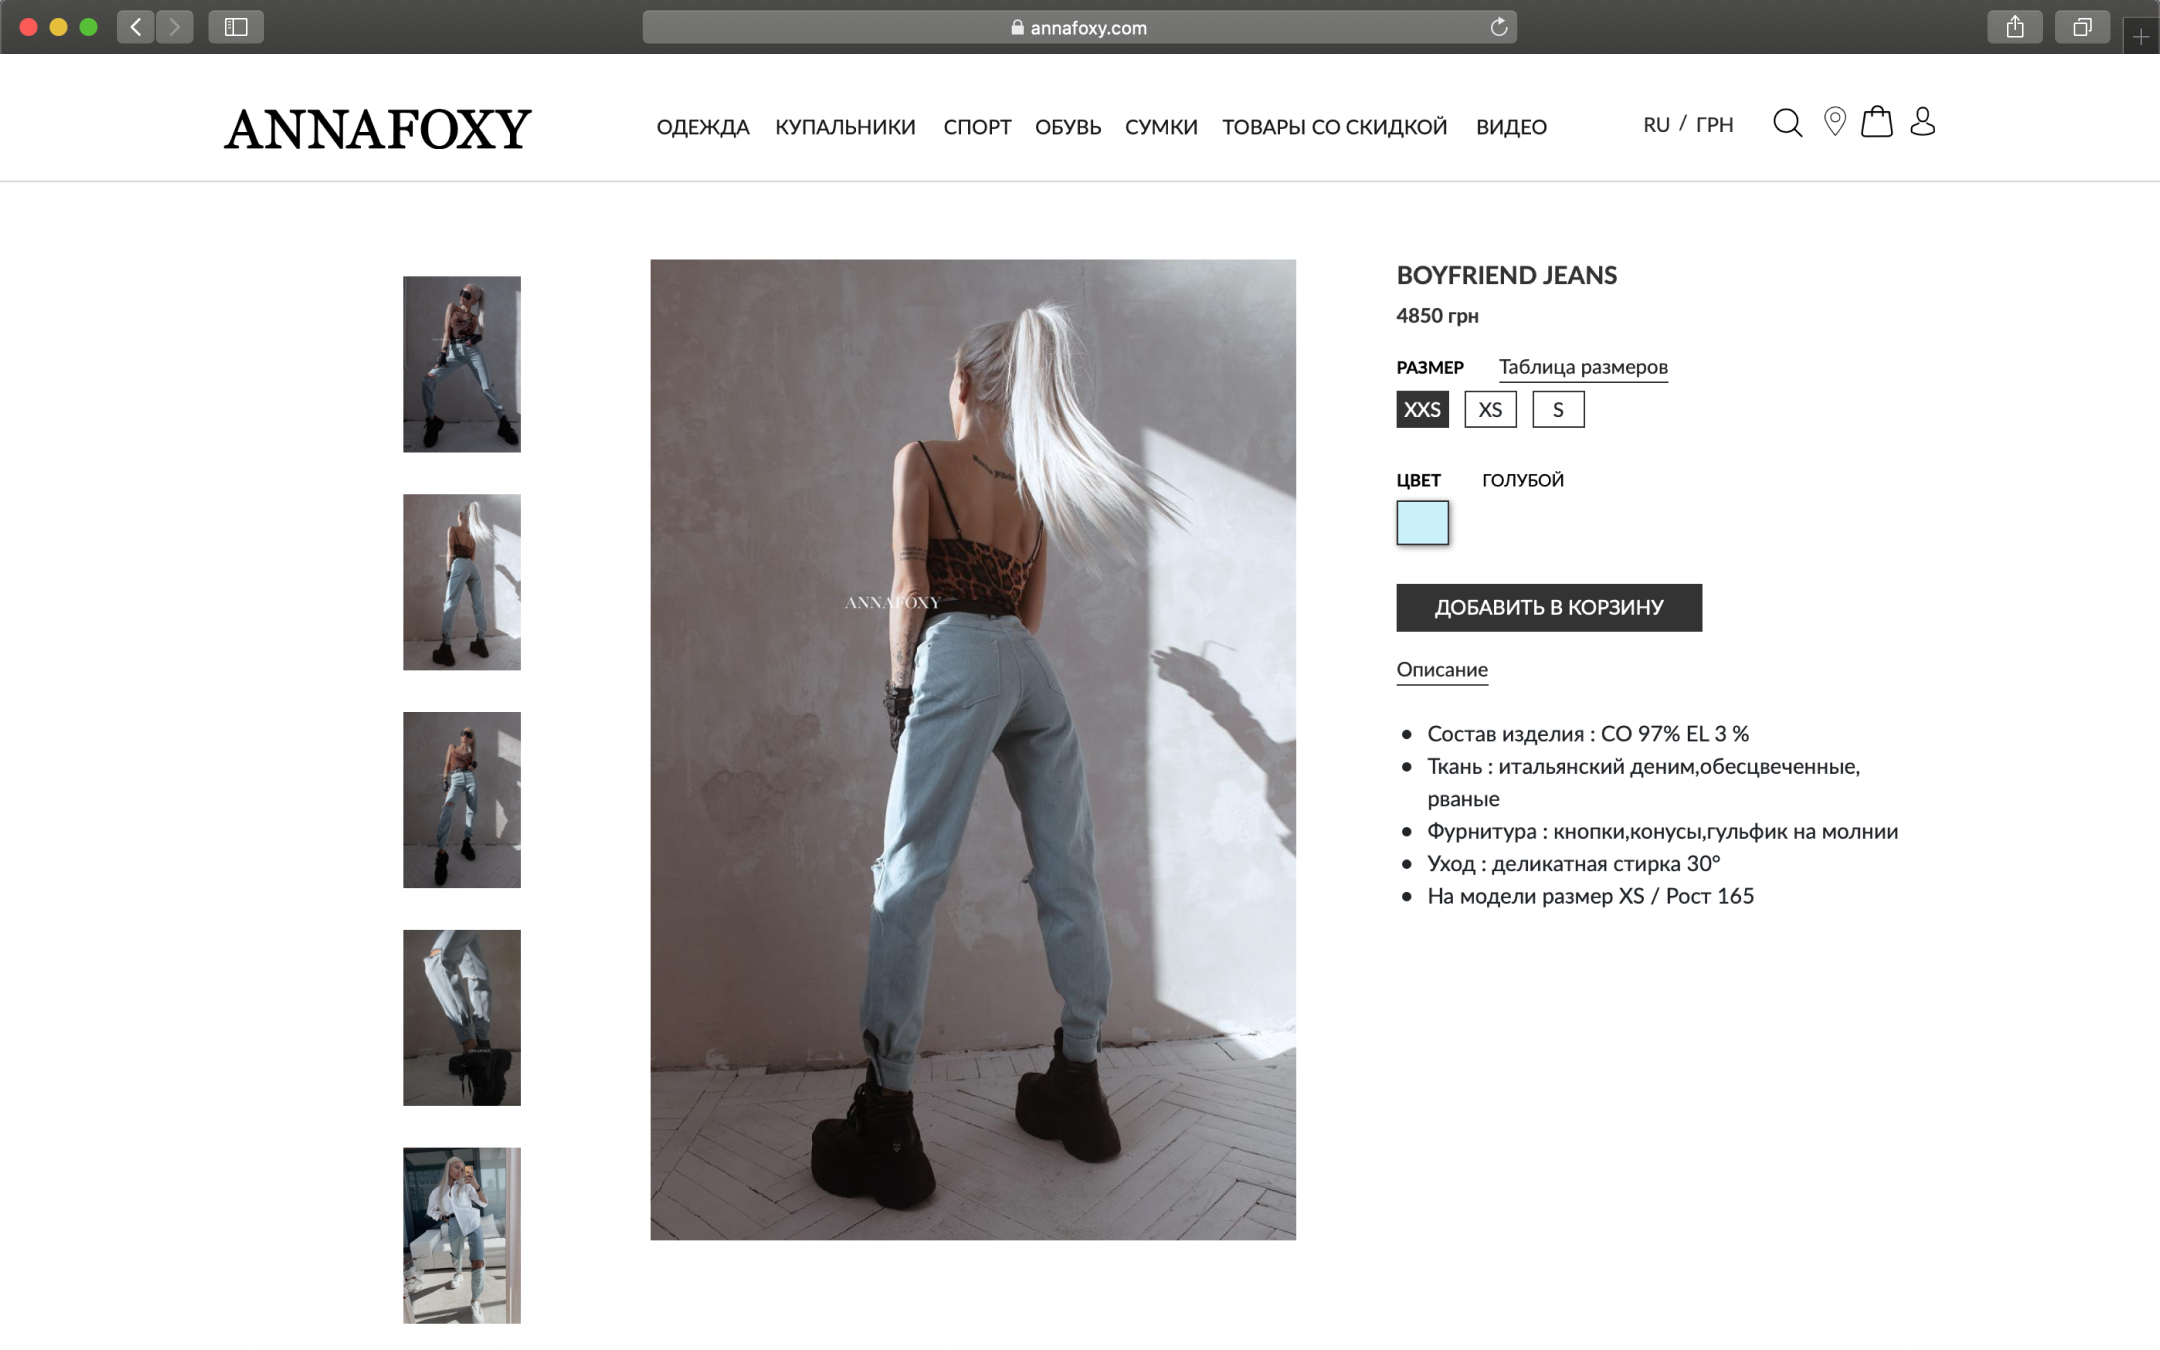 annafoxy.com
ANNAFOXY
ОДЕЖДА КУПАЛЬНИКИ СПОРТ ОБУВЬ СУМКИ ТОВАРЫ СО СКИДКОЙ ВИДЕО
RU / ГРН
BOYFRIEND JEANS
4850 грн
РАЗМЕР Таблица размеров
XXS XS S
ЦВЕТ ГОЛУБОЙ
ANNAFOXY
ДОБАВИТЬ В КОРЗИНУ
Описание
Состав изделия : CO 97% EL 3 %
Ткань : итальянский деним,обесцвеченные,
рваные
Фурнитура : кнопки,конусы,гульфик на молнии
Уход : деликатная стирка 30°
На модели размер XS / Рост 165